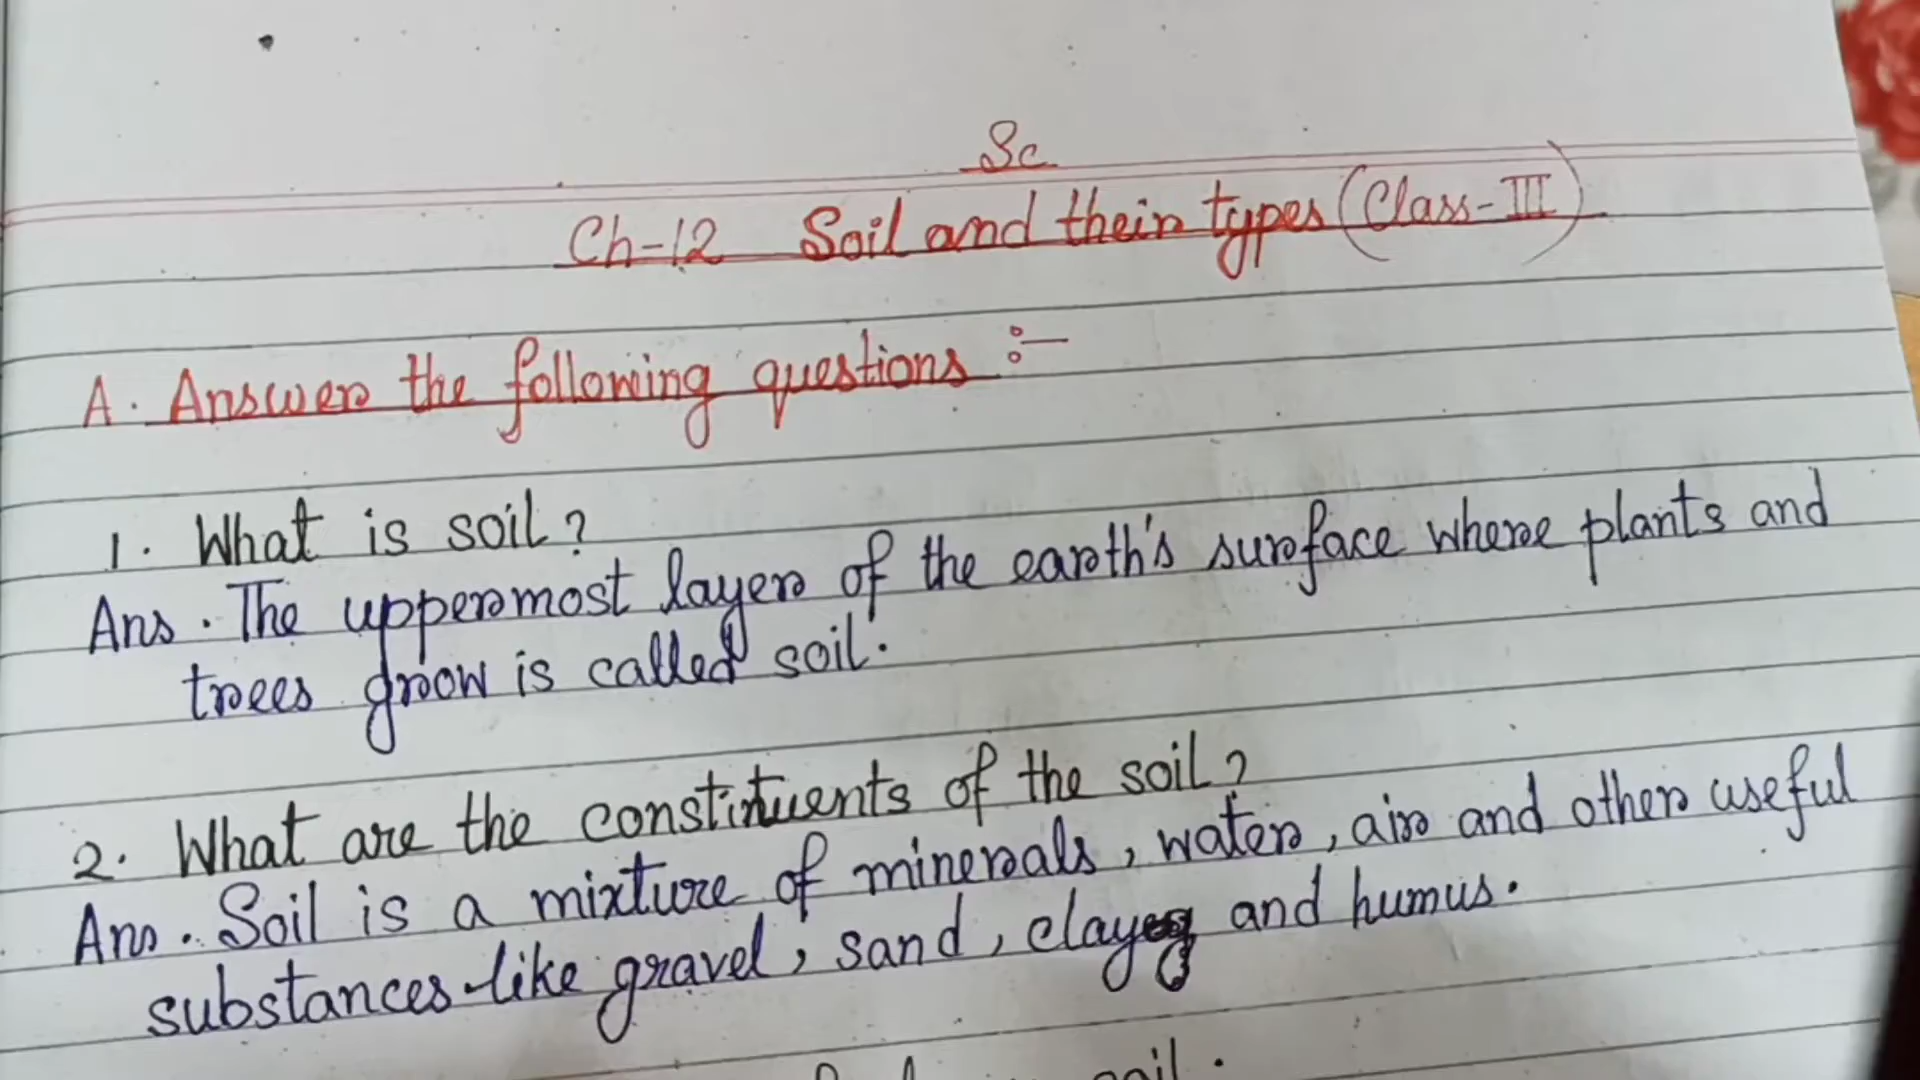 Sc
Ch-12 Soil and their types (Class-III)
A. Answer the following questions :-
1. What is soil?
Ans. The uppermost layer of the earth's surface where plants and
trees grow is called soil.
2. What are the constituents of the soil?
Ans. Soil is a mixture of minerals, water, air and other useful
substances like gravel, sand, clay and humus.
soil.